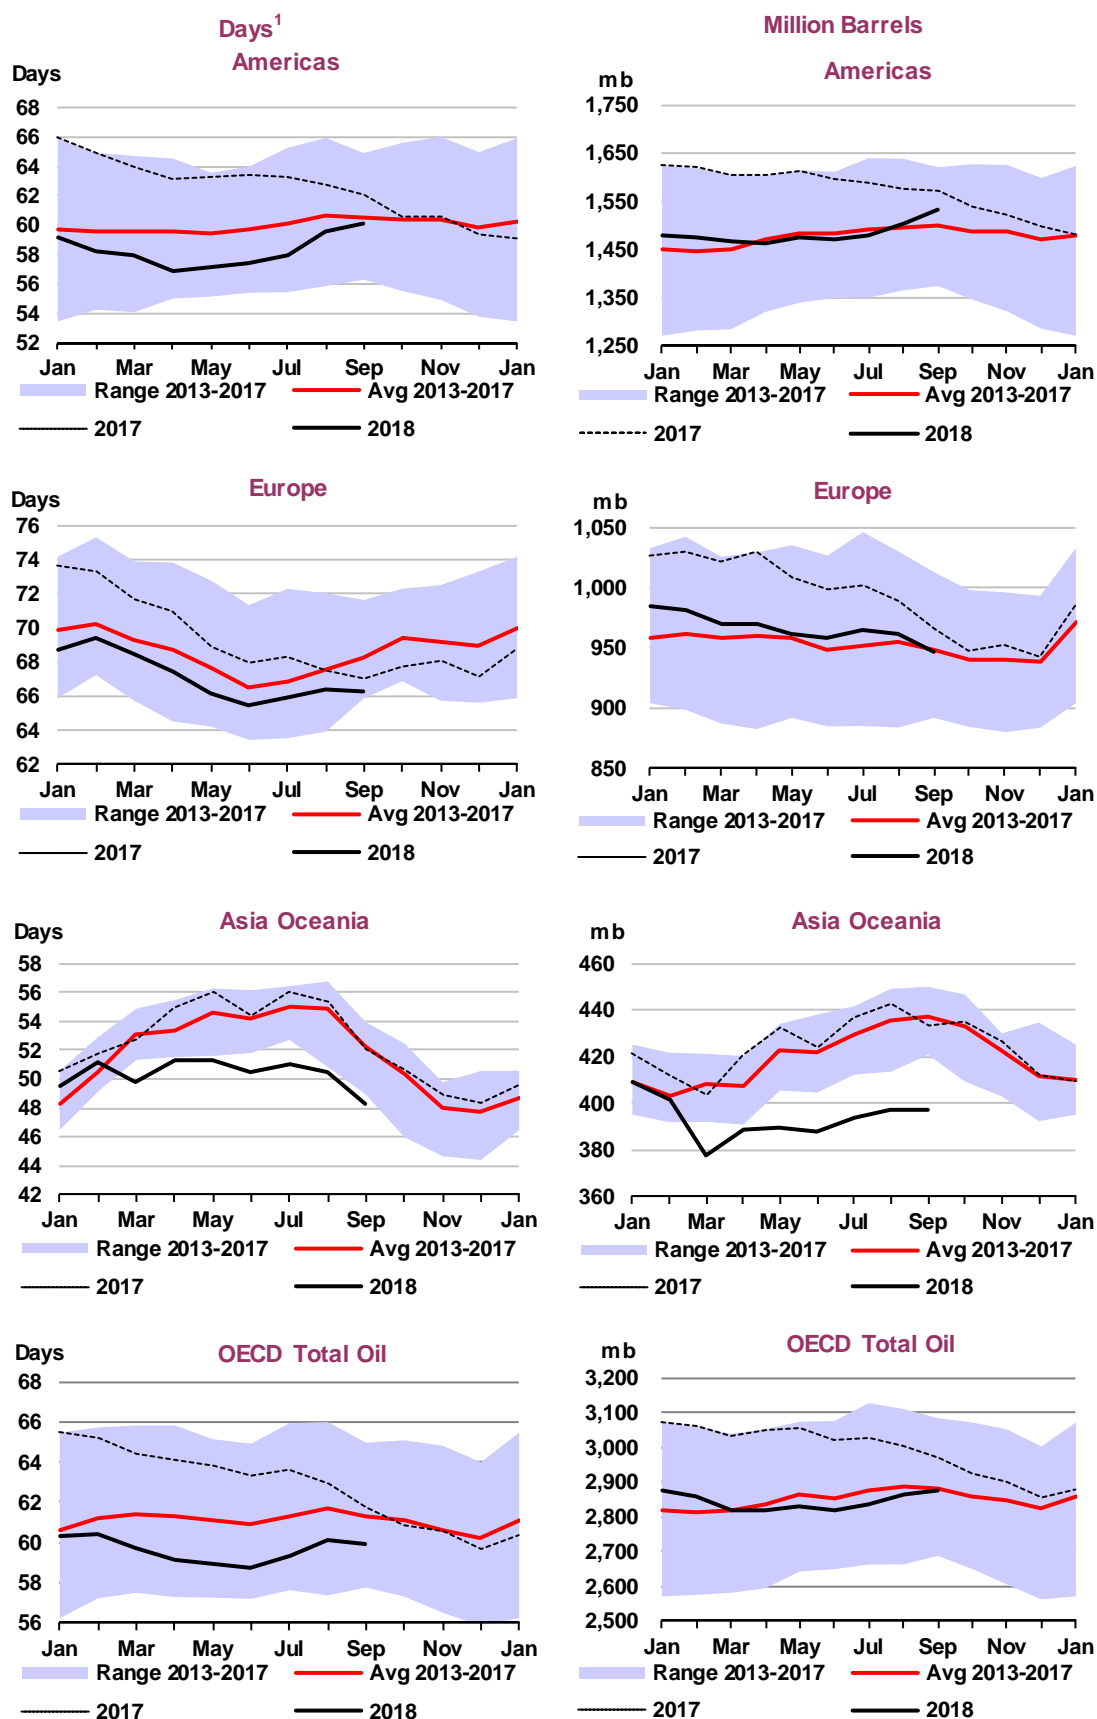 Days1
Million Barrels
Americas
Days
68
66
64
62
60
58
56
54
52
Jan Mar May Jul Sep Nov Jan
Range 2013-2017 Avg 2013-2017
2017 2018
Americas
mb
1,750
1,650
1,550
1,450
1,350
1,250
Jan Mar May Jul Sep Nov Jan
Range 2013-2017 Avg 2013-2017
2017 2018
Europe
Days
76
74
72
70
68
66
64
62
Jan Mar May Jul Sep Nov Jan
Range 2013-2017 Avg 2013-2017
2017 2018
Europe
mb
1,050
1,000
950
900
850
Jan Mar May Jul Sep Nov Jan
Range 2013-2017 Avg 2013-2017
2017 2018
Asia Oceania
Days
58
56
54
52
50
48
46
44
42
Jan Mar May Jul Sep Nov Jan
Range 2013-2017 Avg 2013-2017
2017 2018
Asia Oceania
mb
460
440
420
400
380
360
Jan Mar May Jul Sep Nov Jan
Range 2013-2017 Avg 2013-2017
2017 2018
OECD Total Oil
Days
68
66
64
62
60
58
56
Jan Mar May Jul Sep Nov Jan
Range 2013-2017 Avg 2013-2017
2017 2018
OECD Total Oil
mb
3,200
3,100
3,000
2,900
2,800
2,700
2,600
2,500
Jan Mar May Jul Sep Nov Jan
Range 2013-2017 Avg 2013-2017
2017 2018